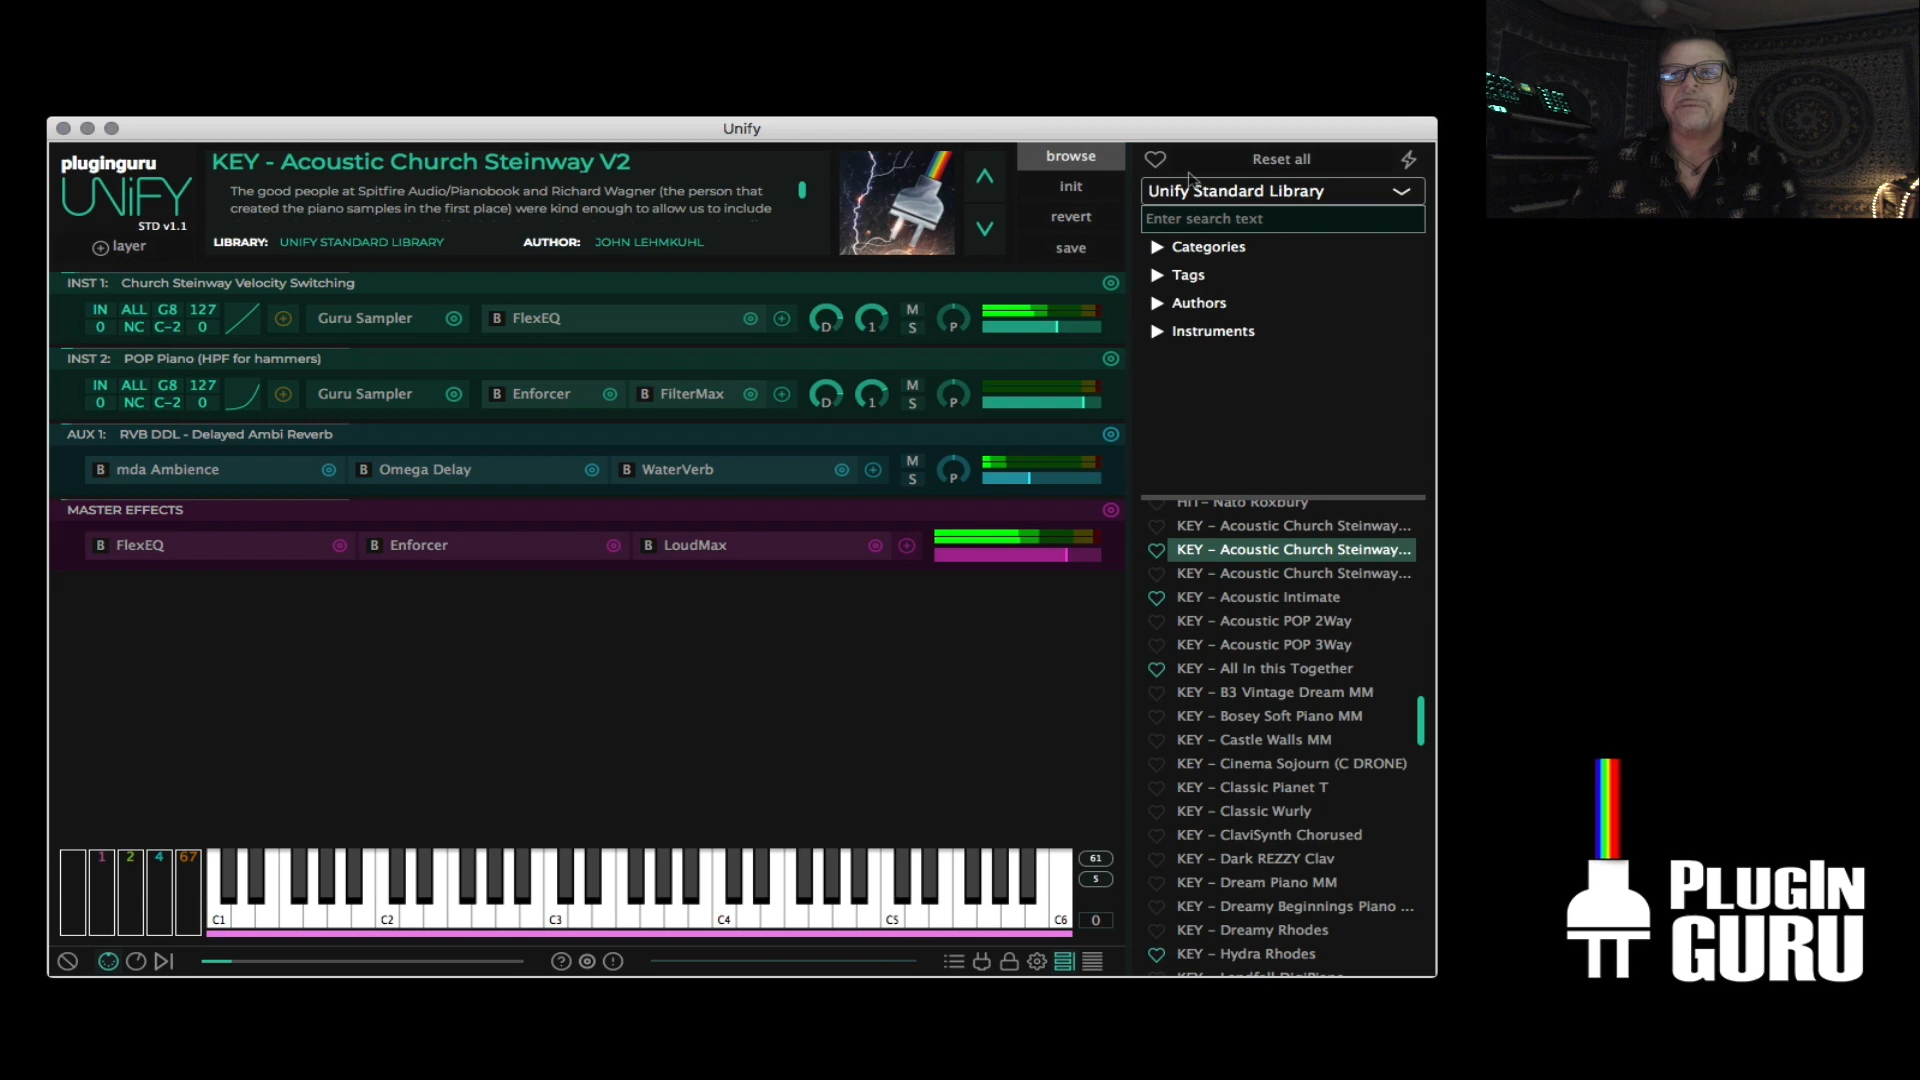 Unify
pluginguru
UNIFY
STD v1.1
layer
KEY - Acoustic Church Steinway V2
The good people at Spitfire Audio/Pianobook and Richard Wagner (the person that
created the piano samples in the first place) were kind enough to allow us to include
LIBRARY: UNIFY STANDARD LIBRARY AUTHOR: JOHN LEHMKUHL
browse
init
revert
save
Reset all
Unify Standard Library
Enter search text
Categories
Tags
Authors
Instruments
INST 1: Church Steinway Velocity Switching
IN ALL G8 127
0 NC C-2 0
Guru Sampler B FlexEQ D 1 M S P
INST 2: POP Piano (HPF for hammers)
IN ALL G8 127
0 NC C-2 0
Guru Sampler B Enforcer B FilterMax D 1 M S P
AUX 1: RVB DDL - Delayed Ambi Reverb
B mda Ambience B Omega Delay B WaterVerb M S P
MASTER EFFECTS
B FlexEQ B Enforcer B LoudMax
HIT- Nato Roxbury
KEY - Acoustic Church Steinway...
KEY - Acoustic Church Steinway...
KEY - Acoustic Church Steinway...
KEY - Acoustic Intimate
KEY - Acoustic POP 2Way
KEY - Acoustic POP 3Way
KEY - All In this Together
KEY - B3 Vintage Dream MM
KEY - Bosey Soft Piano MM
KEY - Castle Walls MM
KEY - Cinema Sojourn (C DRONE)
KEY - Classic Pianet T
KEY - Classic Wurly
KEY - ClaviSynth Chorused
KEY - Dark REZZY Clav
KEY - Dream Piano MM
KEY - Dreamy Beginnings Piano ...
KEY - Dreamy Rhodes
KEY - Hydra Rhodes
1 2 4 67
C1 C2 C3 C4 C5 C6
61
5
0
PLUGIN
GURU